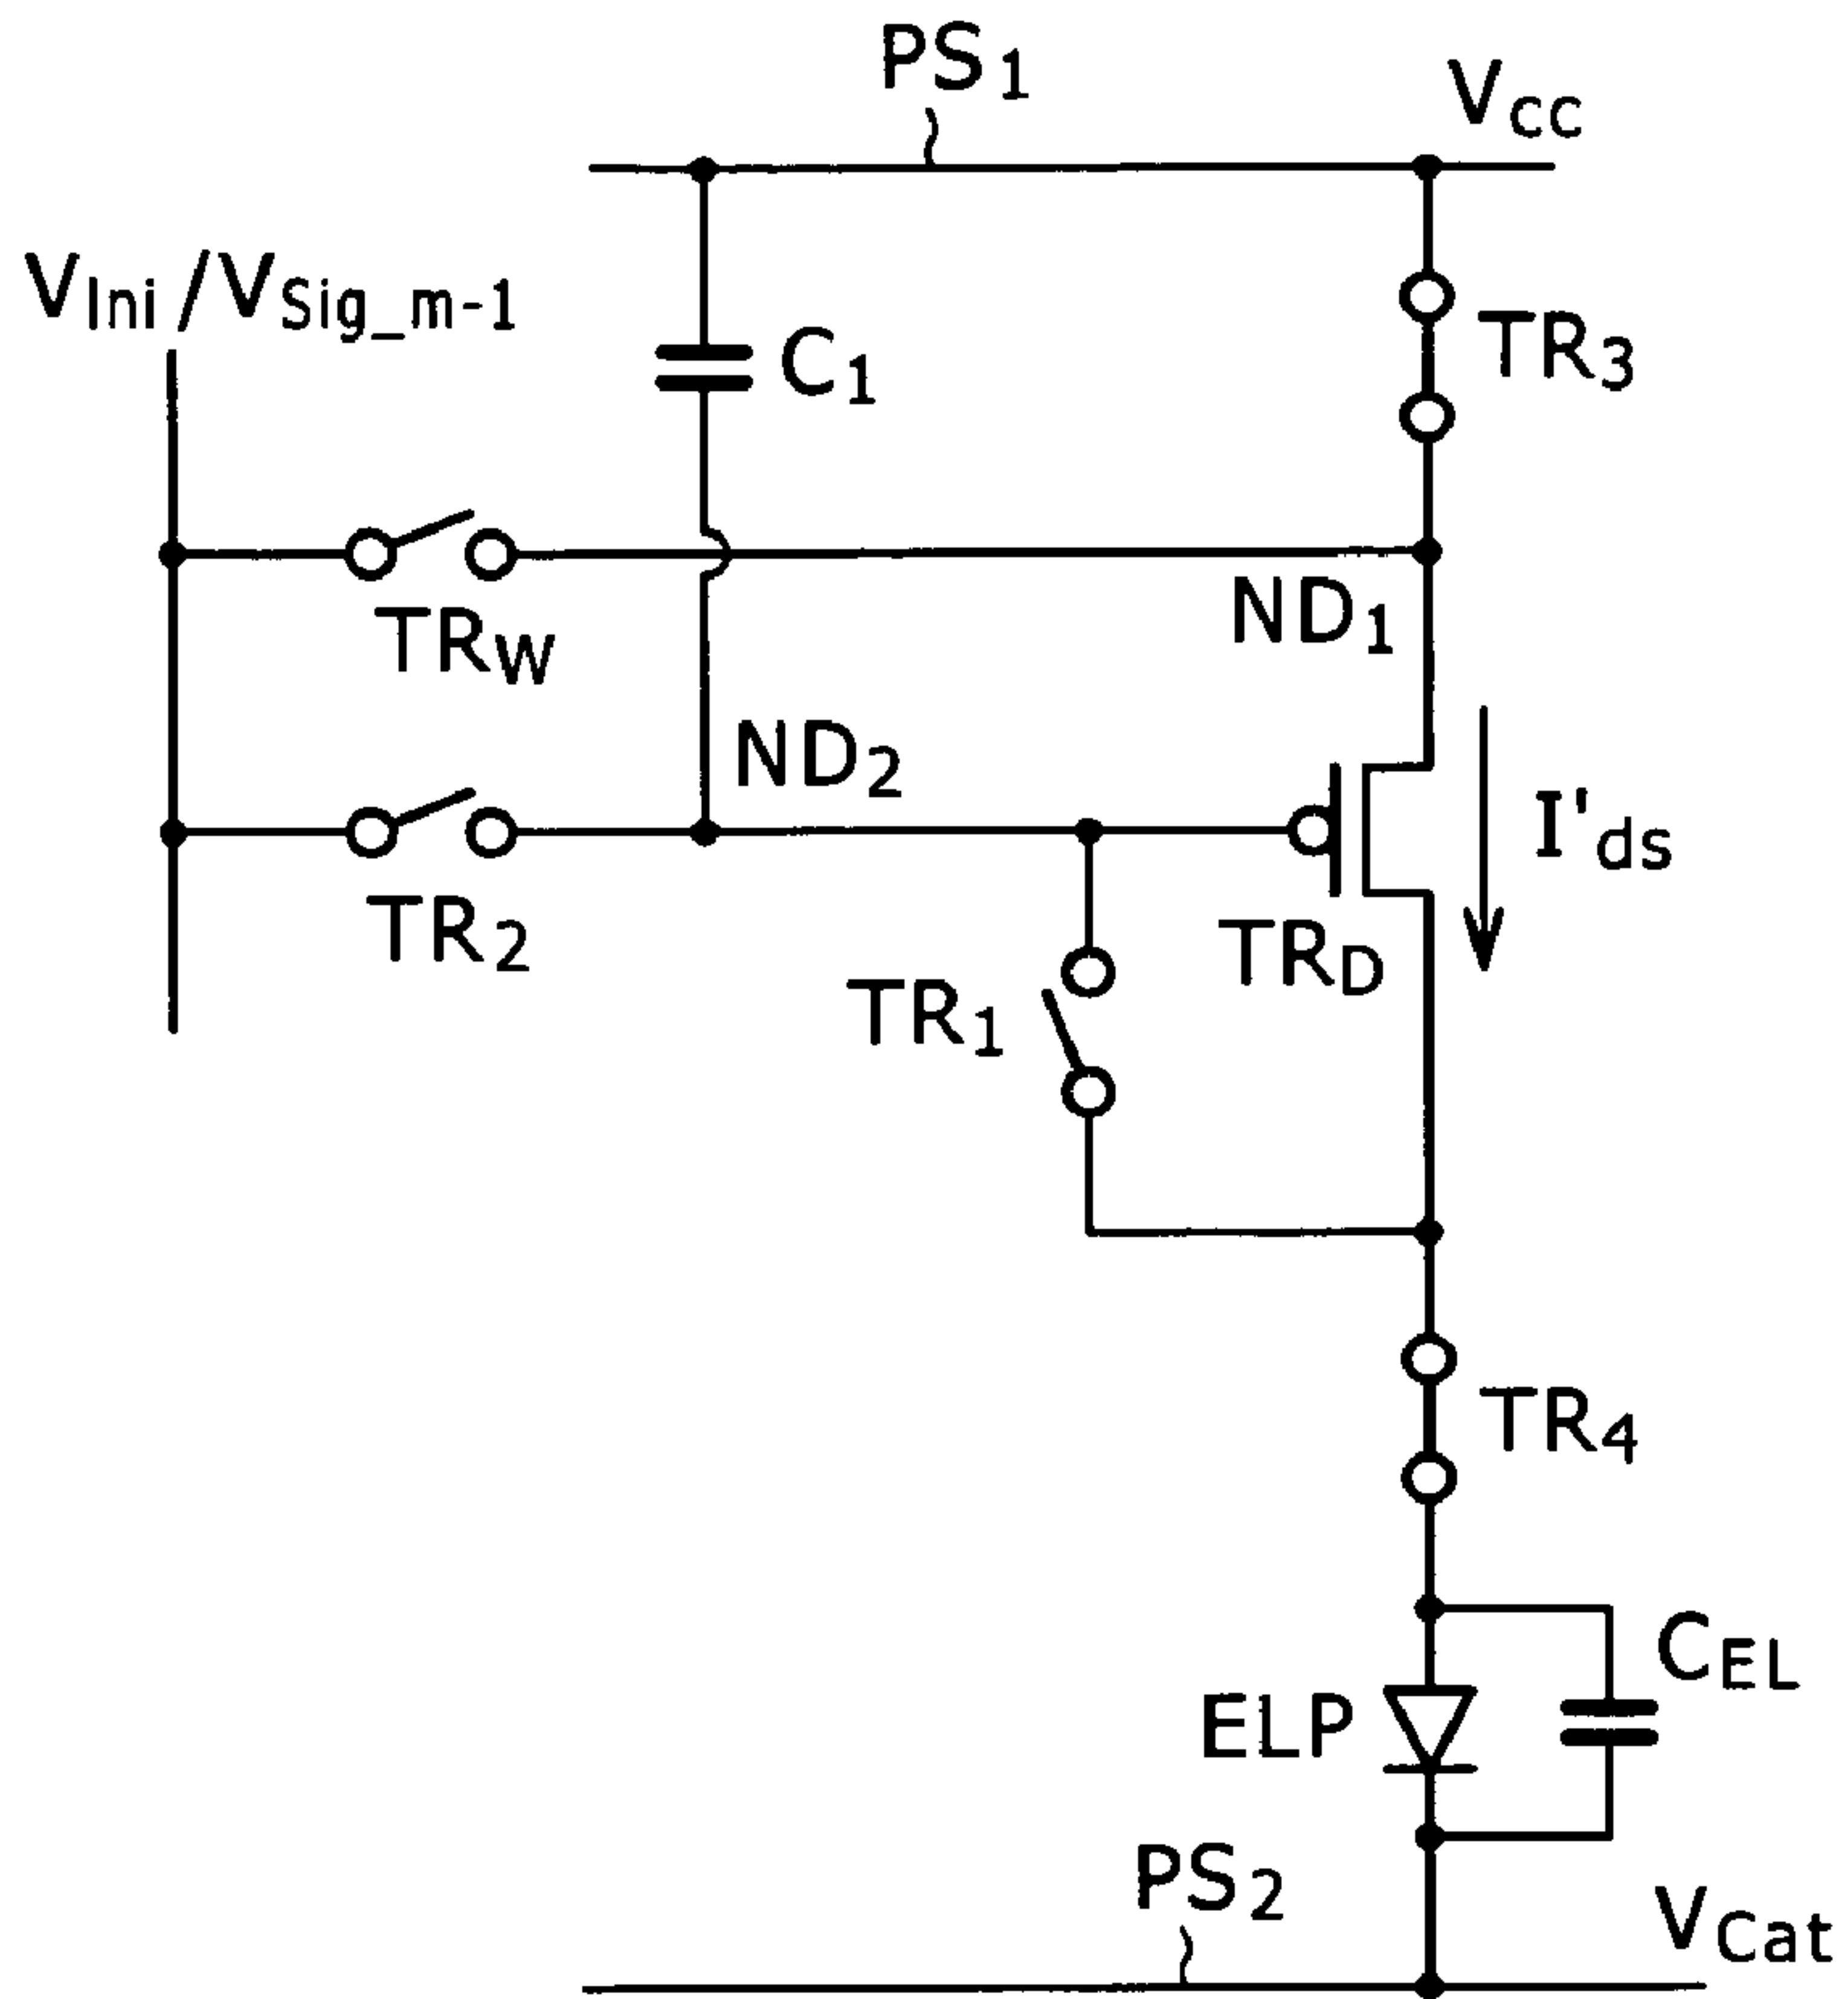 PS1
Vcc
VIni/VSig_m-1
C1
TR3
TRW
ND1
ND2
I'ds
TR2
TRD
TR1
TR4
CEL
ELP
PS2
VCat